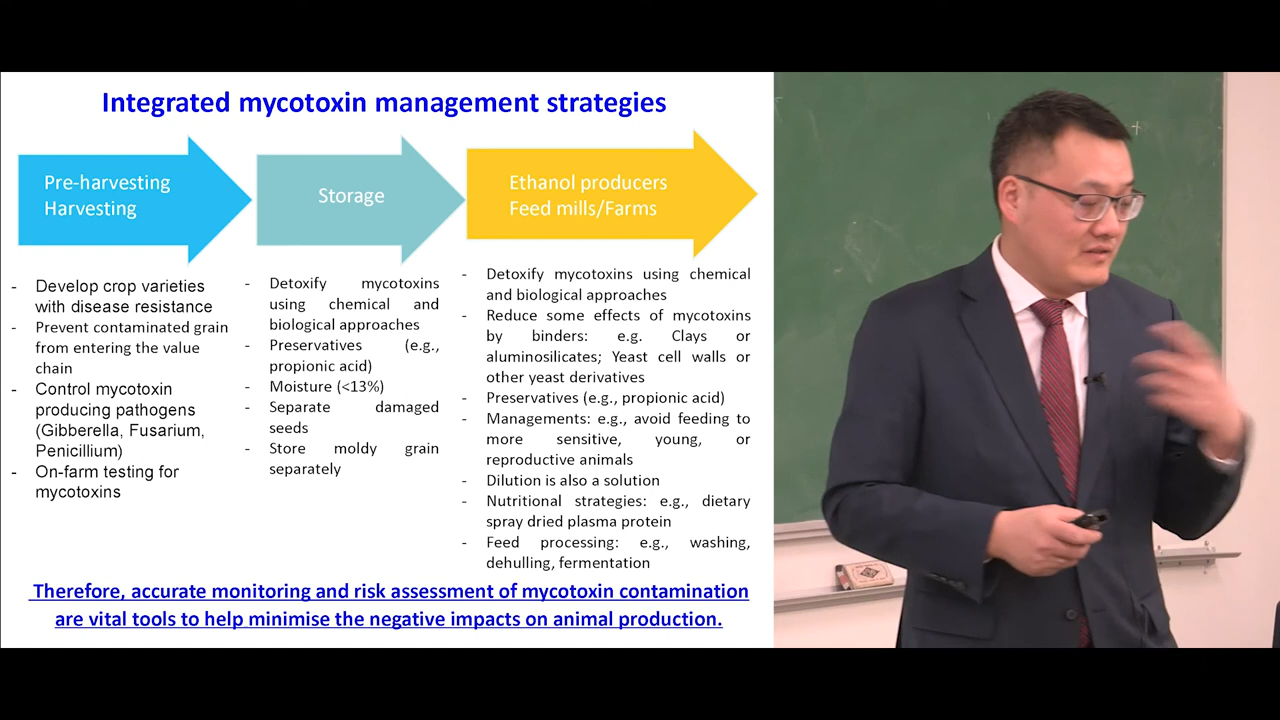 Integrated mycotoxin management strategies
Pre-harvesting
Harvesting
Storage
Ethanol producers
Feed mills/Farms
- Develop crop varieties
with disease resistance
- Prevent contaminated grain
from entering the value
chain
- Control mycotoxin
producing pathogens
(Gibberella, Fusarium,
Penicillium)
- On-farm testing for
mycotoxins
- Detoxify mycotoxins
using chemical and
biological approaches
- Preservatives (e.g.,
propionic acid)
- Moisture (<13%)
- Separate damaged
seeds
- Store moldy grain
separately
- Detoxify mycotoxins using chemical
and biological approaches
- Reduce some effects of mycotoxins
by binders: e.g. Clays or
aluminosilicates; Yeast cell walls or
other yeast derivatives
- Preservatives (e.g., propionic acid)
- Managements: e.g., avoid feeding to
more sensitive, young, or
reproductive animals
- Dilution is also a solution
- Nutritional strategies: e.g., dietary
spray dried plasma protein
- Feed processing: e.g., washing,
dehulling, fermentation
Therefore, accurate monitoring and risk assessment of mycotoxin contamination
are vital tools to help minimise the negative impacts on animal production.